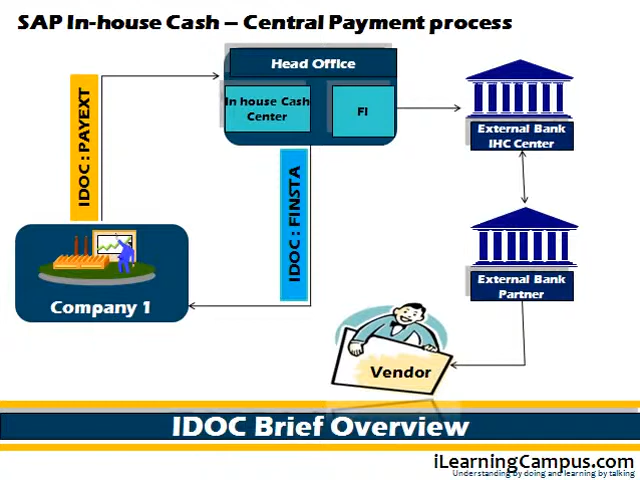 SAP In-house Cash – Central Payment process
Head Office
In house Cash
Center
FI
IDOC : PAYEXT
IDOC : FINSTA
External Bank
IHC Center
External Bank
Partner
Company 1
Vendor
IDOC Brief Overview
iLearningCampus.com
Understanding by doing and learning by talking